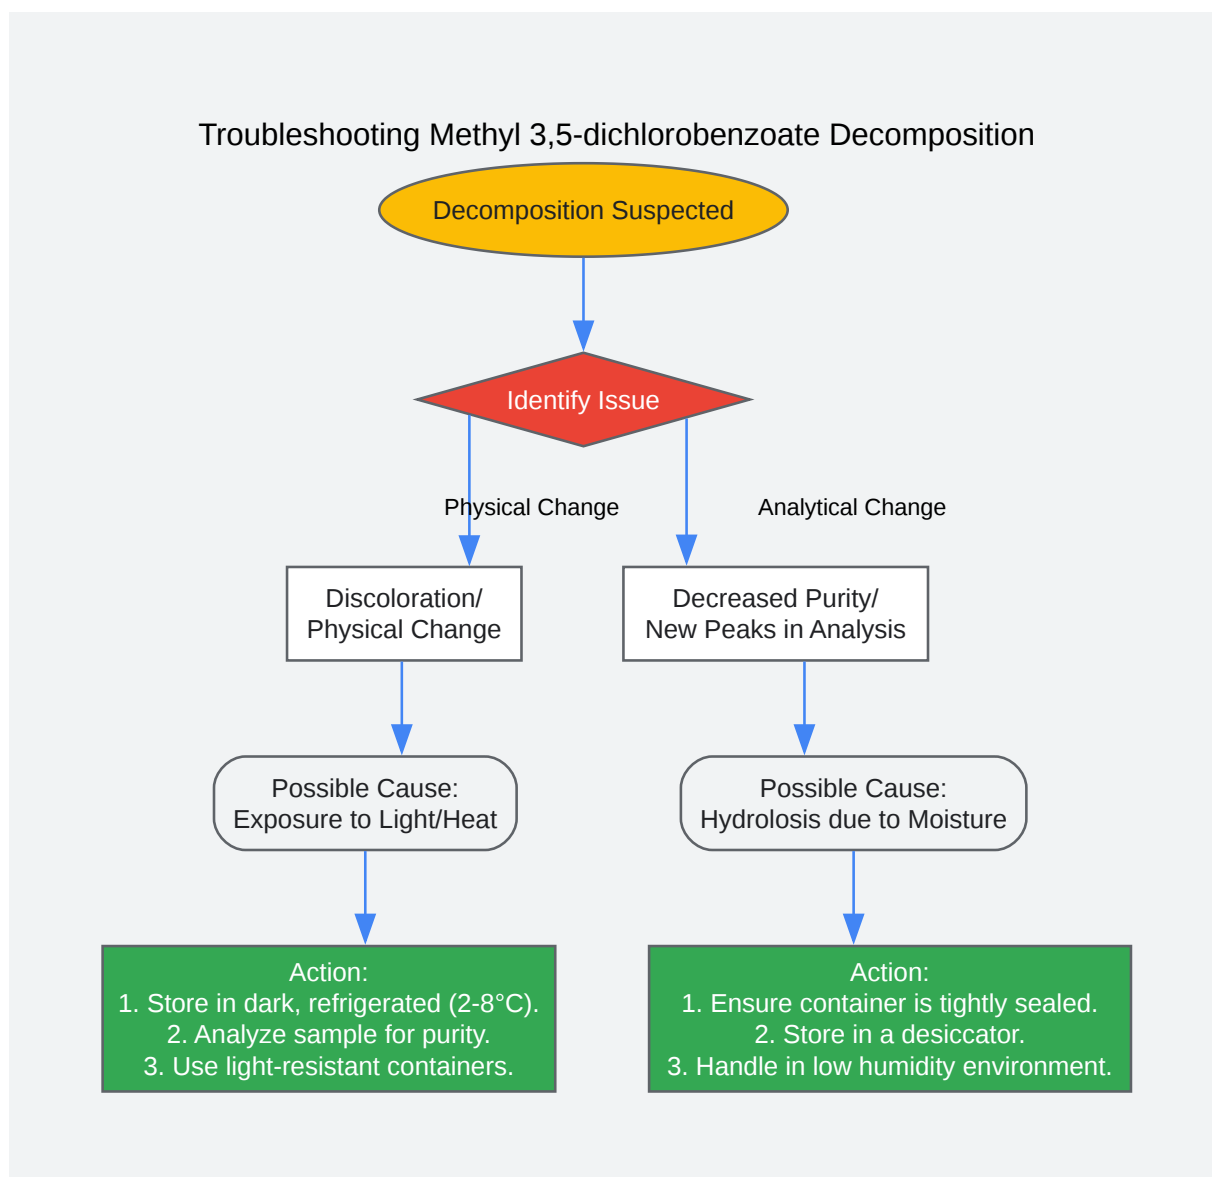 Troubleshooting Methyl 3,5-dichlorobenzoate Decomposition
Decomposition Suspected
Identify Issue
Physical Change
Analytical Change
Discoloration/
Physical Change
Decreased Purity/
New Peaks in Analysis
Possible Cause:
Exposure to Light/Heat
Possible Cause:
Hydrolosis due to Moisture
Action:
1. Store in dark, refrigerated (2-8°C).
2. Analyze sample for purity.
3. Use light-resistant containers.
Action:
1. Ensure container is tightly sealed.
2. Store in a desiccator.
3. Handle in low humidity environment.